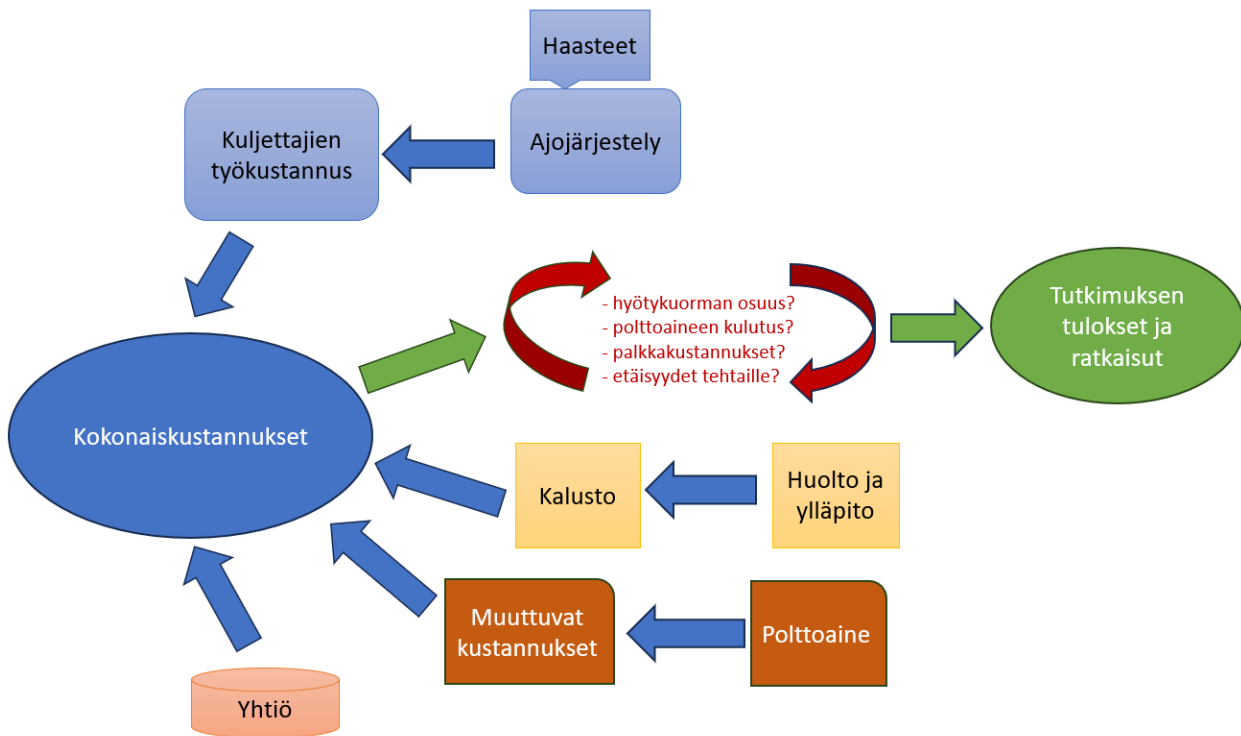 Haasteet
Kuljettajien
työkustannus
Ajojärjestely
- hyötykuorman osuus?
- polttoaineen kulutus?
- palkkakustannukset?
- etäisyydet tehtaille?
Tutkimuksen
tulokset ja
ratkaisut
Kokonaiskustannukset
Kalusto
Huolto ja
ylläpito
Muuttuvat
kustannukset
Polttoaine
Yhtiö